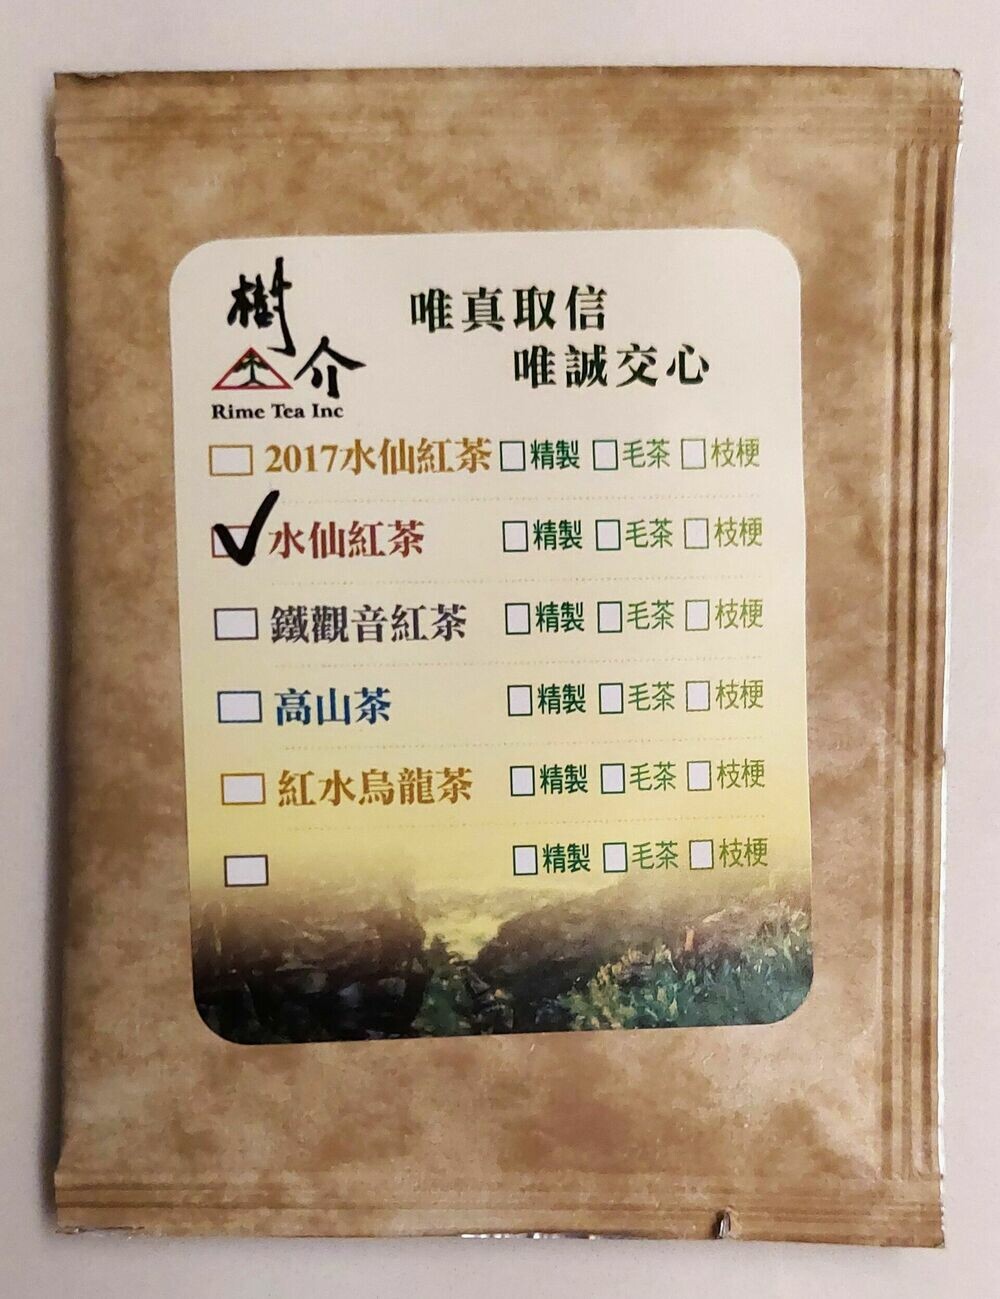 樹介
Rime Tea Inc
唯真取信
唯誠交心
2017水仙紅茶 精製 毛茶 枝梗
水仙紅茶 精製 毛茶 枝梗
鐵觀音紅茶 精製 毛茶 枝梗
高山茶 精製 毛茶 枝梗
紅水烏龍茶 精製 毛茶 枝梗
精製 毛茶 枝梗